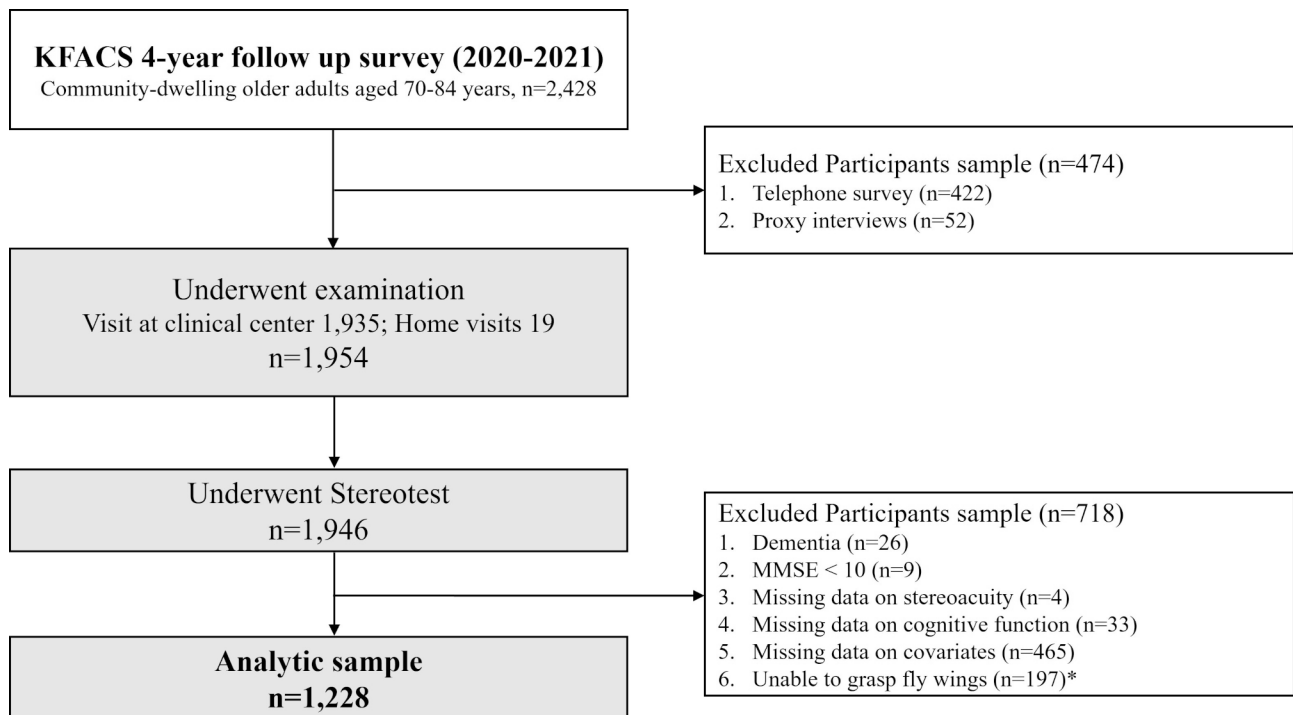 KFACS 4-year follow up survey (2020-2021)
Community-dwelling older adults aged 70-84 years, n=2,428
Excluded Participants sample (n=474)
1. Telephone survey (n=422)
2. Proxy interviews (n=52)
Underwent examination
Visit at clinical center 1,935; Home visits 19
n=1,954
Underwent Stereotest
n=1,946
Excluded Participants sample (n=718)
1. Dementia (n=26)
2. MMSE < 10 (n=9)
3. Missing data on stereoacuity (n=4)
4. Missing data on cognitive function (n=33)
5. Missing data on covariates (n=465)
6. Unable to grasp fly wings (n=197)*
Analytic sample
n=1,228